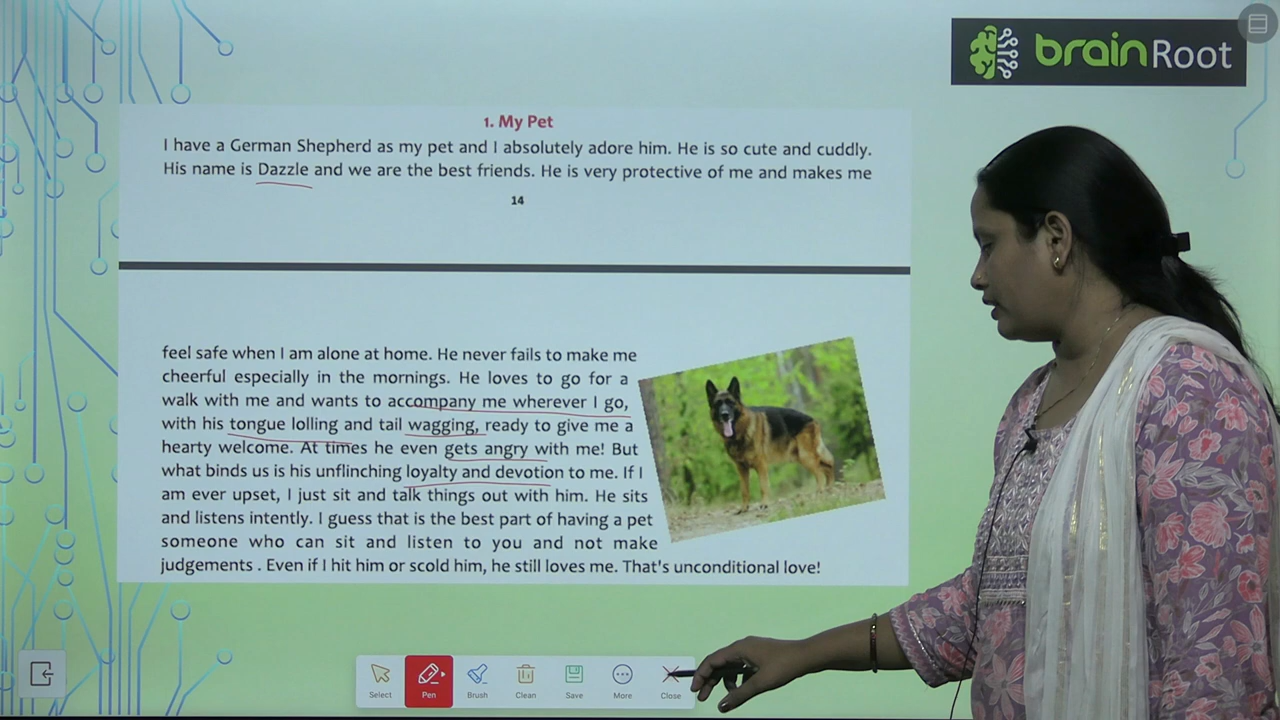 brainRoot
1. My Pet
I have a German Shepherd as my pet and I absolutely adore him. He is so cute and cuddly.
His name is Dazzle and we are the best friends. He is very protective of me and makes me
14
feel safe when I am alone at home. He never fails to make me
cheerful especially in the mornings. He loves to go for a
walk with me and wants to accompany me wherever I go,
with his tongue lolling and tail wagging, ready to give me a
hearty welcome. At times he even gets angry with me! But
what binds us is his unflinching loyalty and devotion to me. If I
am ever upset, I just sit and talk things out with him. He sits
and listens intently. I guess that is the best part of having a pet
someone who can sit and listen to you and not make
judgements . Even if I hit him or scold him, he still loves me. That's unconditional love!
Select Pen Brush Clean Save More Close